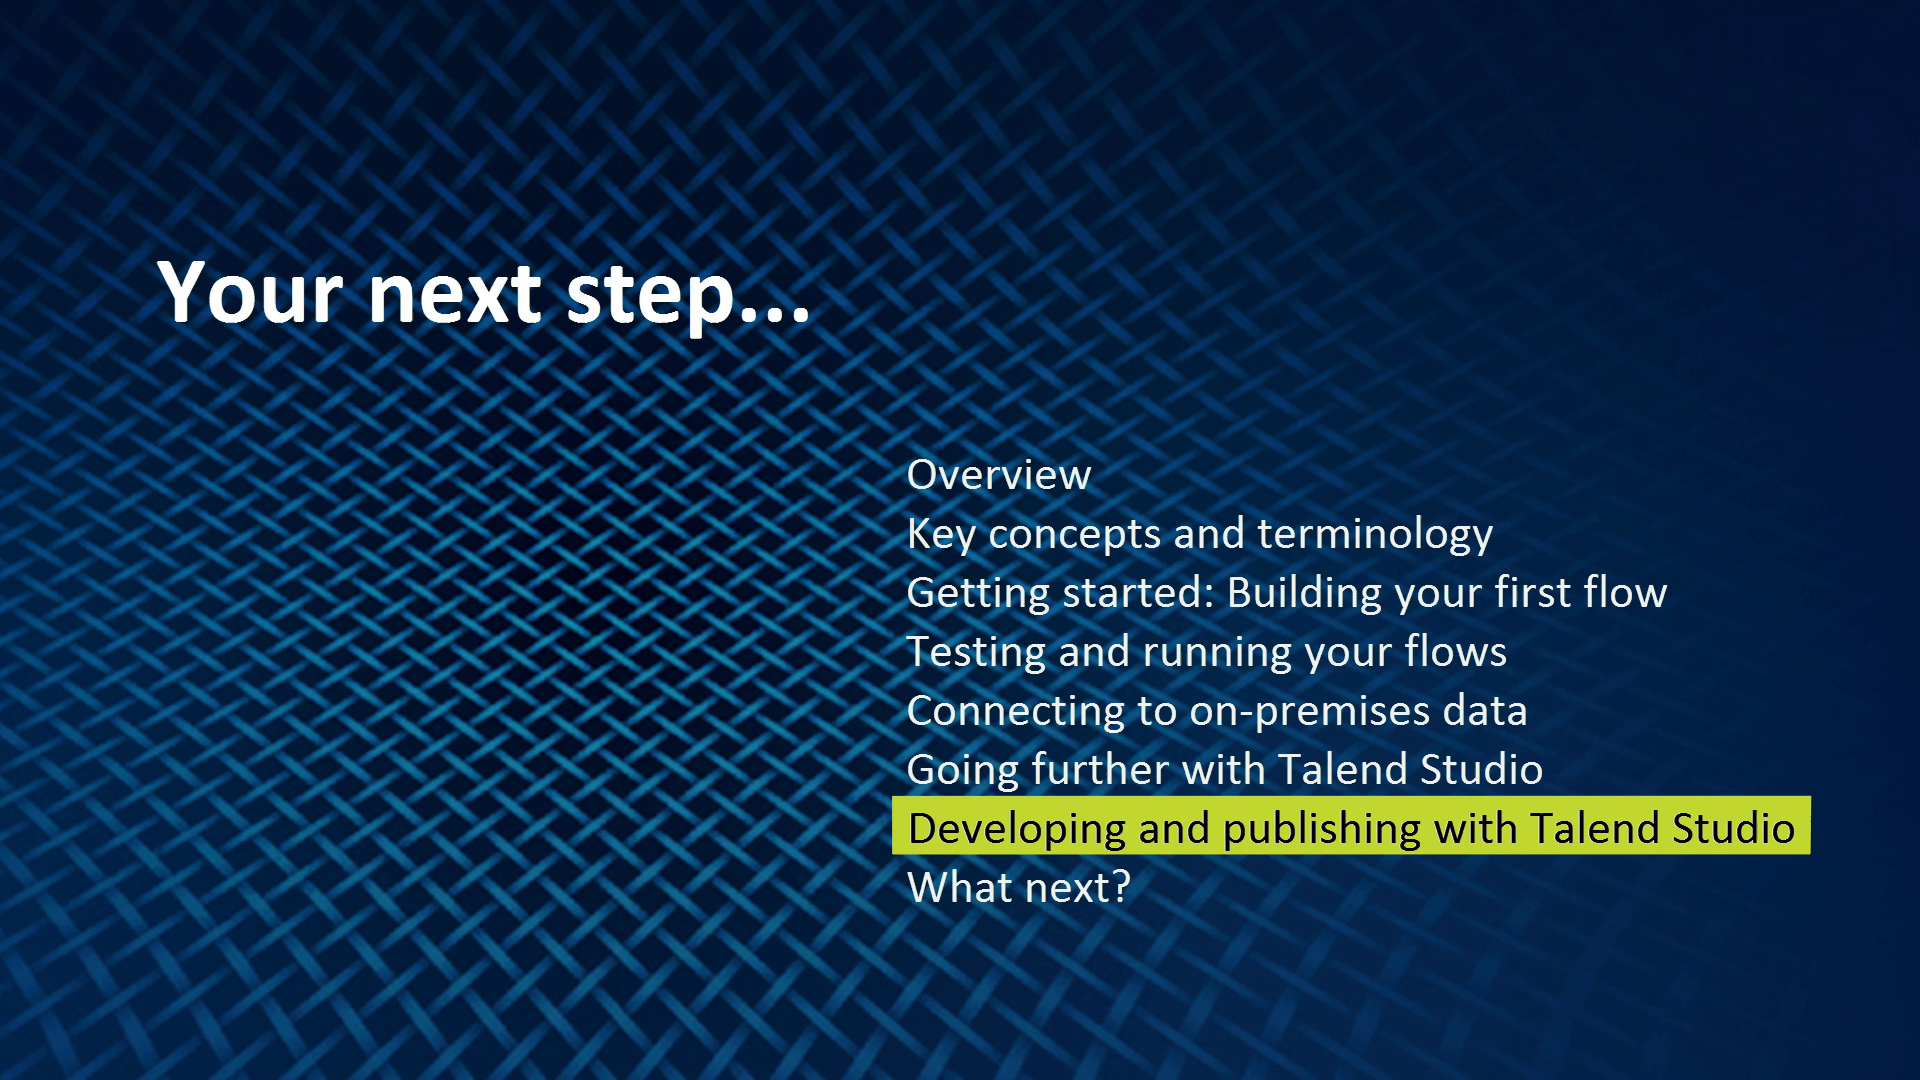 Your next step...
Overview
Key concepts and terminology
Getting started: Building your first flow
Testing and running your flows
Connecting to on-premises data
Going further with Talend Studio
Developing and publishing with Talend Studio
What next?